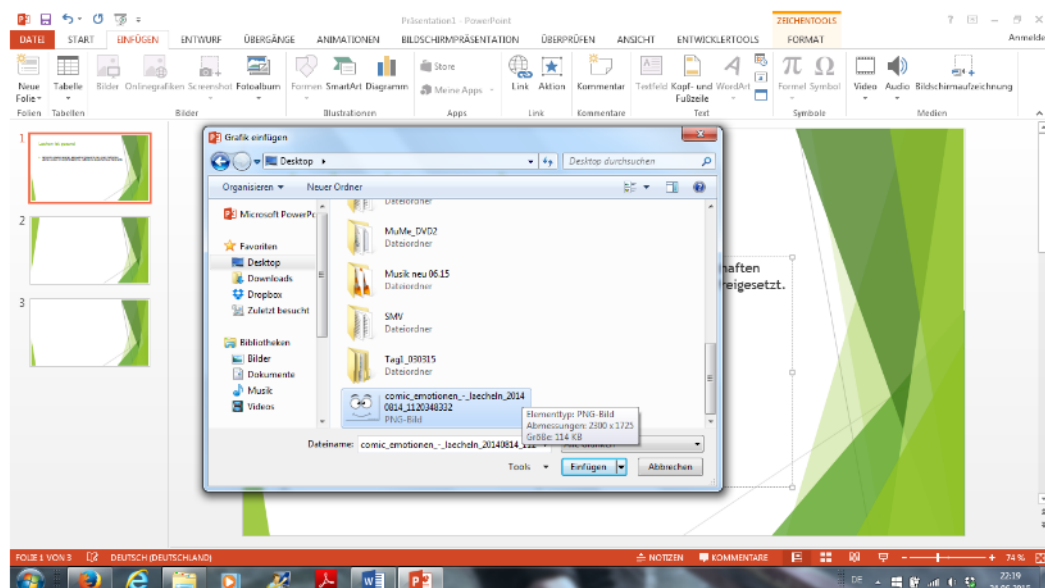 Präsentation1 - PowerPoint
ZEICHENTOOLS
DATEI START EINFÜGEN ENTWURF ÜBERGÄNGE ANIMATIONEN BILDSCHIRMPRÄSENTATION ÜBERPRÜFEN ANSICHT ENTWICKLERTOOLS FORMAT
Anmelde
Neue Folie
Tabelle
Bilder Onlinegrafiken Screenshot Fotoalbum
Formen SmartArt Diagramm
Store
Meine Apps
Link Aktion
Kommentar
Textfeld Kopf- und Fußzeile WordArt
Formel Symbol
Video Audio Bildschirmaufzeichnung
Folien Tabellen Bilder Illustrationen Apps Link Kommentare Text Symbole Medien
1
2
3
Grafik einfügen
Desktop
Desktop durchsuchen
Organisieren Neuer Ordner
Microsoft PowerPo
Favoriten
Desktop
Downloads
Dropbox
Zuletzt besucht
Bibliotheken
Bilder
Dokumente
Musik
Videos
Dateiordner
MuMe_DVD2
Dateiordner
Musik neu 06.15
Dateiordner
SMV
Dateiordner
Tag1_030315
Dateiordner
comic_emotionen_-_laecheln_2014
0814_1120348332
PNG-Bild
Elementtyp: PNG-Bild
Abmessungen: 2300 x 1725
Größe: 114 KB
Dateiname: comic_emotionen_-_laecheln_20140814_112
Tools Einfügen Abbrechen
haften
reigesetzt.
FOLIE 1 VON 3 DEUTSCH (DEUTSCHLAND) NOTIZEN KOMMENTARE 74 %
DE 22:19